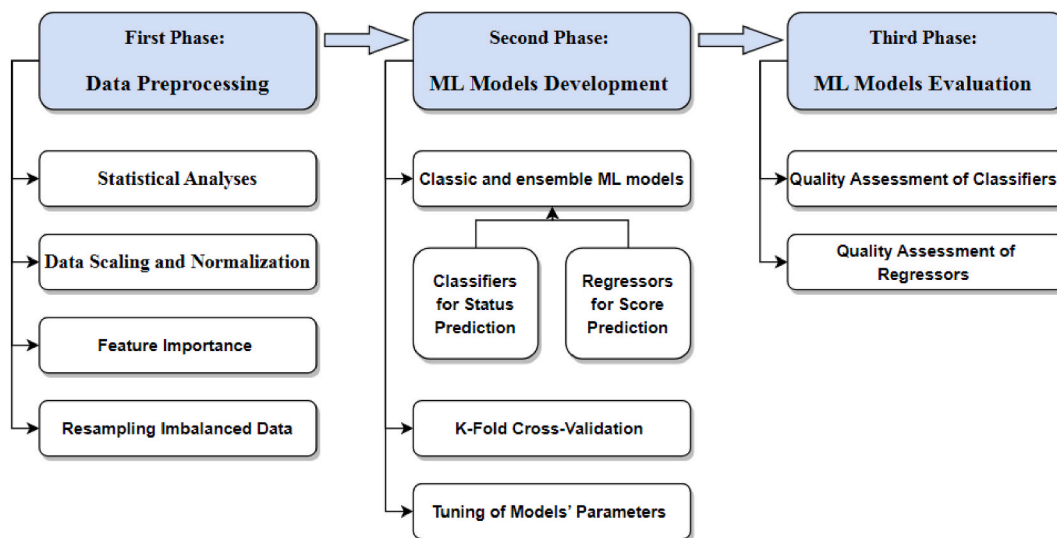 First Phase:
Data Preprocessing
Statistical Analyses
Data Scaling and Normalization
Feature Importance
Resampling Imbalanced Data
Second Phase:
ML Models Development
Classic and ensemble ML models
Classifiers
for Status
Prediction
Regressors
for Score
Prediction
K-Fold Cross-Validation
Tuning of Models' Parameters
Third Phase:
ML Models Evaluation
Quality Assessment of Classifiers
Quality Assessment of
Regressors